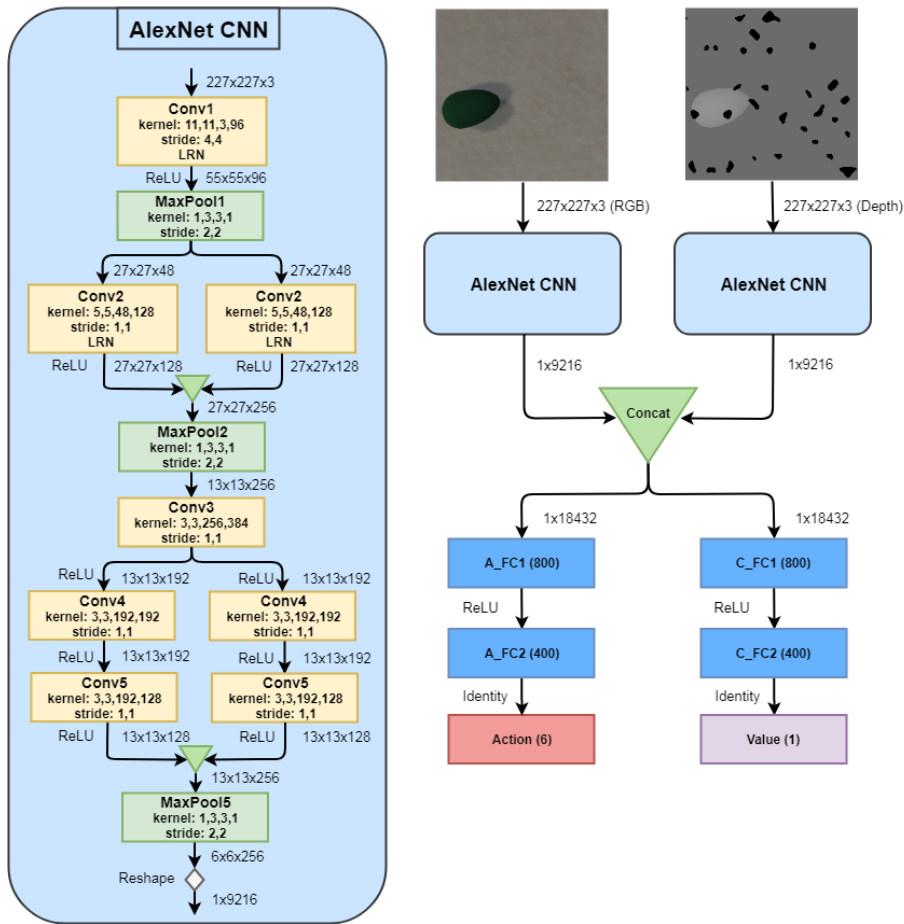 AlexNet CNN
227x227x3
Conv1
kernel: 11,11,3,96
stride: 4,4
LRN
ReLU
55x55x96
MaxPool1
kernel: 1,3,3,1
stride: 2,2
27x27x48
27x27x48
Conv2
kernel: 5,5,48,128
stride: 1,1
LRN
Conv2
kernel: 5,5,48,128
stride: 1,1
LRN
ReLU
27x27x128
ReLU
27x27x128
27x27x256
MaxPool2
kernel: 1,3,3,1
stride: 2,2
13x13x256
Conv3
kernel: 3,3,256,384
stride: 1,1
ReLU
13x13x192
ReLU
13x13x192
Conv4
kernel: 3,3,192,192
stride: 1,1
Conv4
kernel: 3,3,192,192
stride: 1,1
ReLU
13x13x192
ReLU
13x13x192
Conv5
kernel: 3,3,192,128
stride: 1,1
Conv5
kernel: 3,3,192,128
stride: 1,1
ReLU
13x13x128
ReLU
13x13x128
13x13x256
MaxPool5
kernel: 1,3,3,1
stride: 2,2
6x6x256
Reshape
1x9216
227x227x3 (RGB)
227x227x3 (Depth)
AlexNet CNN
AlexNet CNN
1x9216
1x9216
Concat
1x18432
1x18432
A_FC1 (800)
C_FC1 (800)
ReLU
ReLU
A_FC2 (400)
C_FC2 (400)
Identity
Identity
Action (6)
Value (1)